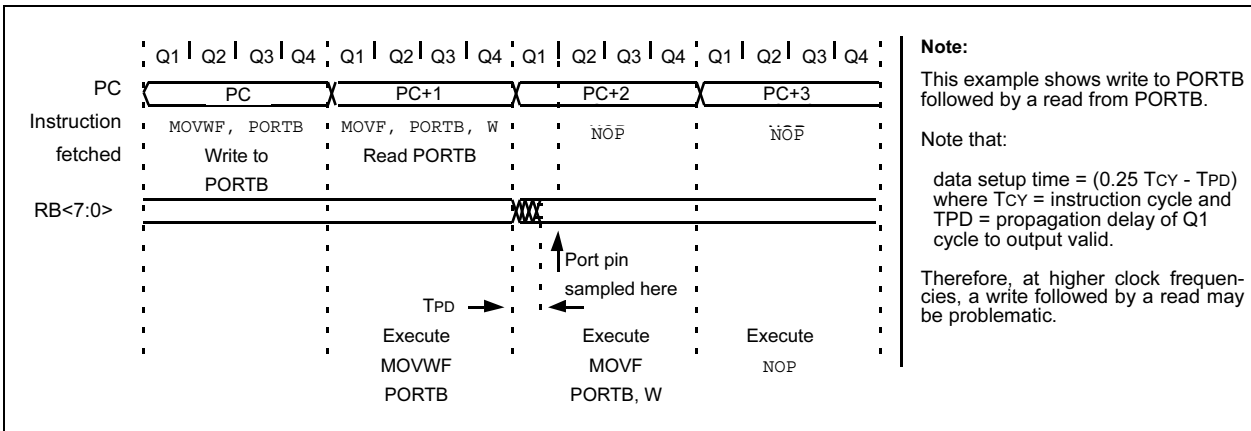 Q1 Q2 Q3 Q4 Q1 Q2 Q3 Q4 Q1 Q2 Q3 Q4 Q1 Q2 Q3 Q4
PC PC PC+1 PC+2 PC+3
Instruction MOVWF, PORTB MOVF, PORTB, W NOP NOP
fetched Write to Read PORTB
PORTB
RB<7:0>
Port pin
sampled here
TPD
Execute Execute Execute
MOVWF MOVF NOP
PORTB PORTB, W
Note:
This example shows write to PORTB
followed by a read from PORTB.
Note that:
data setup time = (0.25 TCY - TPD)
where TCY = instruction cycle and
TPD = propagation delay of Q1
cycle to output valid.
Therefore, at higher clock frequen-
cies, a write followed by a read may
be problematic.